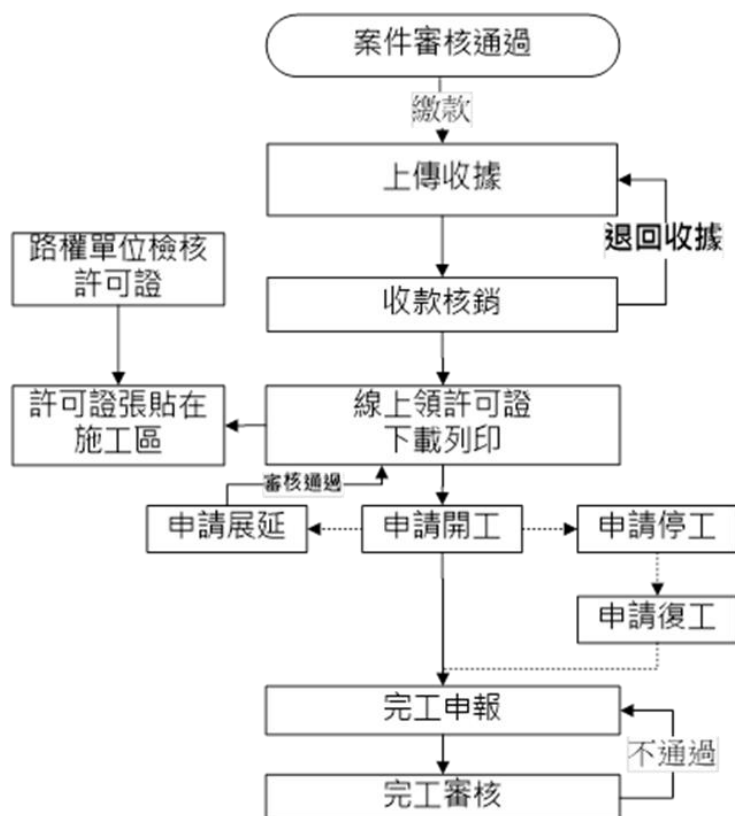 案件審核通過
繳款
上傳收據
退回收據
路權單位檢核
許可證
收款核銷
許可證張貼在
施工區
線上領許可證
下載列印
審核通過
申請展延
申請開工
申請停工
申請復工
完工申報
不通過
完工審核